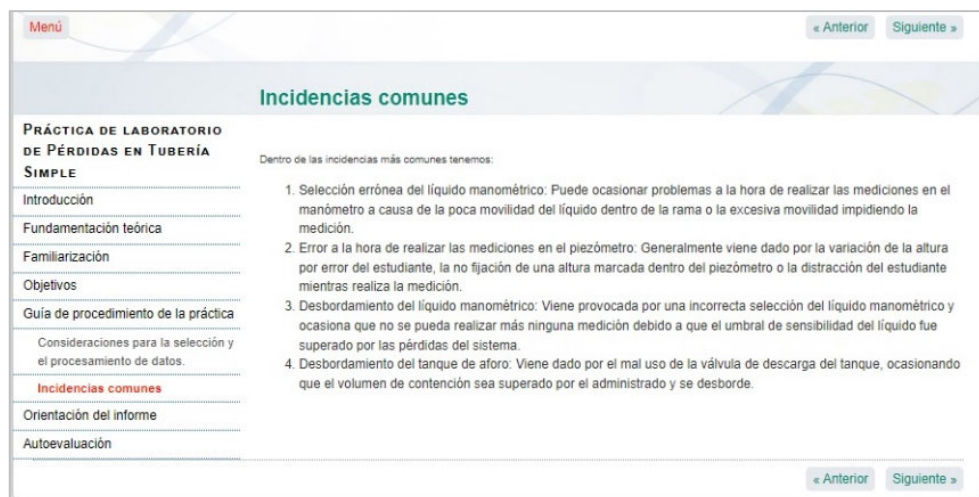 Menú
« Anterior Siguiente »
Incidencias comunes
PRÁCTICA DE LABORATORIO
DE PÉRDIDAS EN TUBERÍA
SIMPLE
Introducción
Fundamentación teórica
Familiarización
Objetivos
Guía de procedimiento de la práctica
Consideraciones para la selección y
el procesamiento de datos.
Incidencias comunes
Orientación del informe
Autoevaluación
Dentro de las incidencias más comunes tenemos:
1. Selección errónea del líquido manométrico: Puede ocasionar problemas a la hora de realizar las mediciones en el
manómetro a causa de la poca movilidad del líquido dentro de la rama o la excesiva movilidad impidiendo la
medición.
2. Error a la hora de realizar las mediciones en el piezómetro: Generalmente viene dado por la variación de la altura
por error del estudiante, la no fijación de una altura marcada dentro del piezómetro o la distracción del estudiante
mientras realiza la medición.
3. Desbordamiento del líquido manométrico: Viene provocada por una incorrecta selección del líquido manométrico y
ocasiona que no se pueda realizar más ninguna medición debido a que el umbral de sensibilidad del líquido fue
superado por las pérdidas del sistema.
4. Desbordamiento del tanque de aforo: Viene dado por el mal uso de la válvula de descarga del tanque, ocasionando
que el volumen de contención sea superado por el administrado y se desborde.
« Anterior Siguiente »